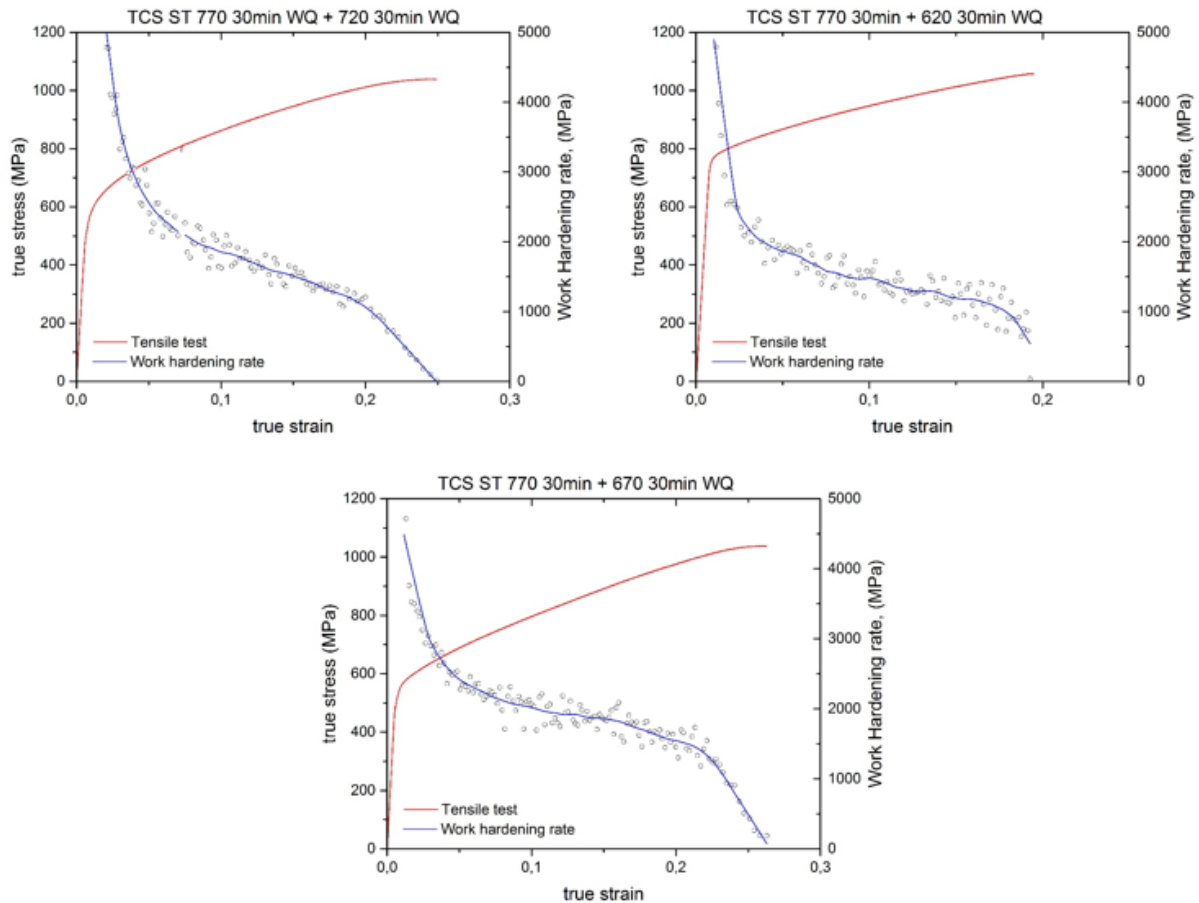 TCS ST 770 30min WQ + 720 30min WQ
1200
1000
800
600
400
200
0
true stress (MPa)
5000
4000
3000
2000
1000
0
Work Hardening rate, (MPa)
Tensile test
Work hardening rate
0,0
0,1
0,2
0,3
true strain
TCS ST 770 30min + 620 30min WQ
1200
1000
800
600
400
200
0
true stress (MPa)
5000
4000
3000
2000
1000
0
Work Hardening rate, (MPa)
Tensile test
Work hardening rate
0,0
0,1
0,2
true strain
TCS ST 770 30min + 670 30min WQ
1200
1000
800
600
400
200
0
true stress (MPa)
5000
4000
3000
2000
1000
0
Work Hardening rate, (MPa)
Tensile test
Work hardening rate
0,0
0,1
0,2
0,3
true strain